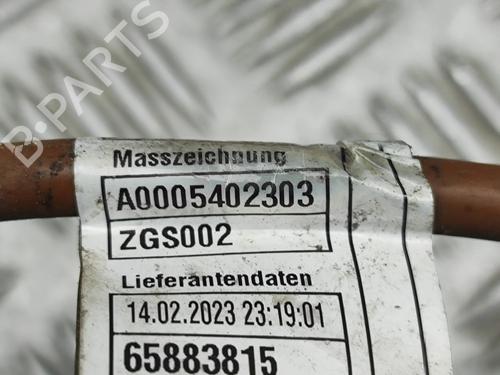 B-PARTS
Masszeichnung
A0005402303
ZGS002
Lieferantendaten
14.02.2023 23:19:01
65883815